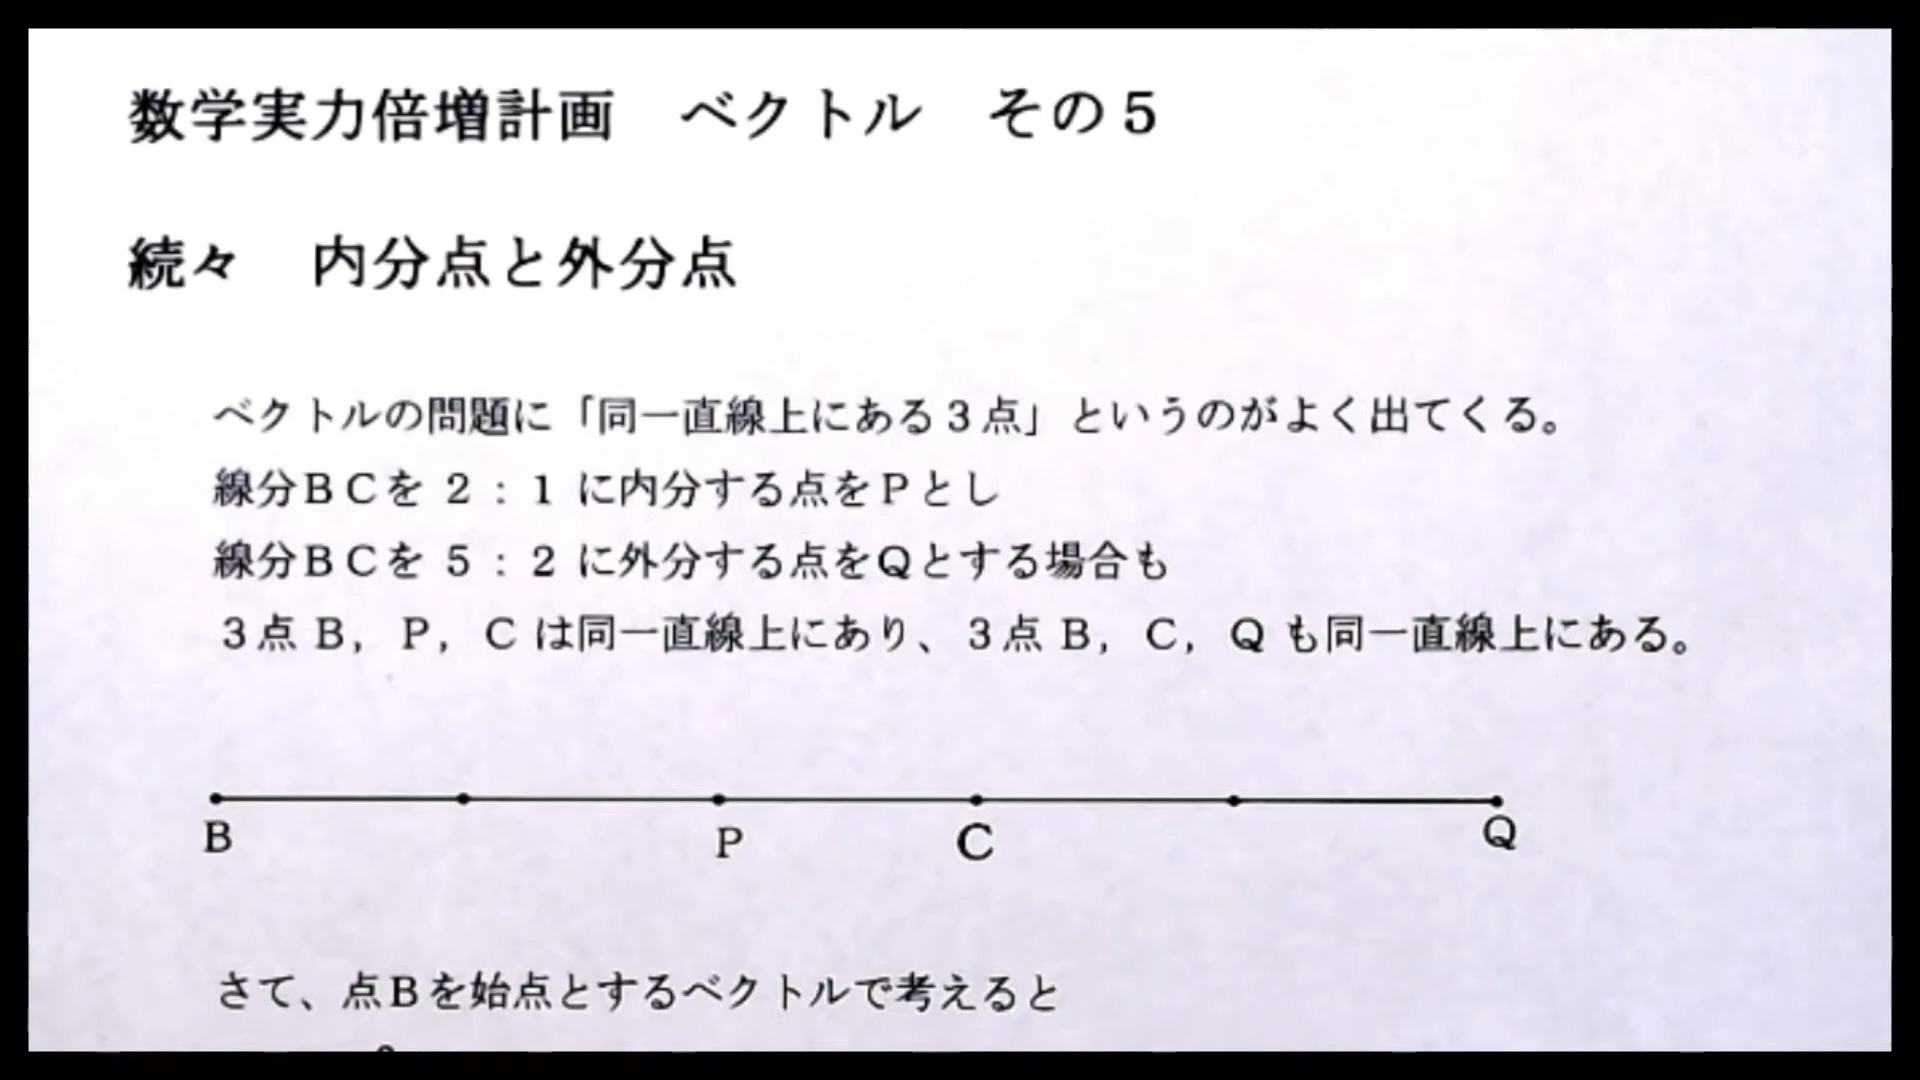 数学実力倍増計画　ベクトル　その５
続々　内分点と外分点
ベクトルの問題に「同一直線上にある３点」というのがよく出てくる。
線分ＢＣを ２：１ に内分する点をＰとし
線分ＢＣを ５：２ に外分する点をＱとする場合も
３点 Ｂ，Ｐ，Ｃ は同一直線上にあり、３点 Ｂ，Ｃ，Ｑ も同一直線上にある。
B P C Q
さて、点Ｂを始点とするベクトルで考えると